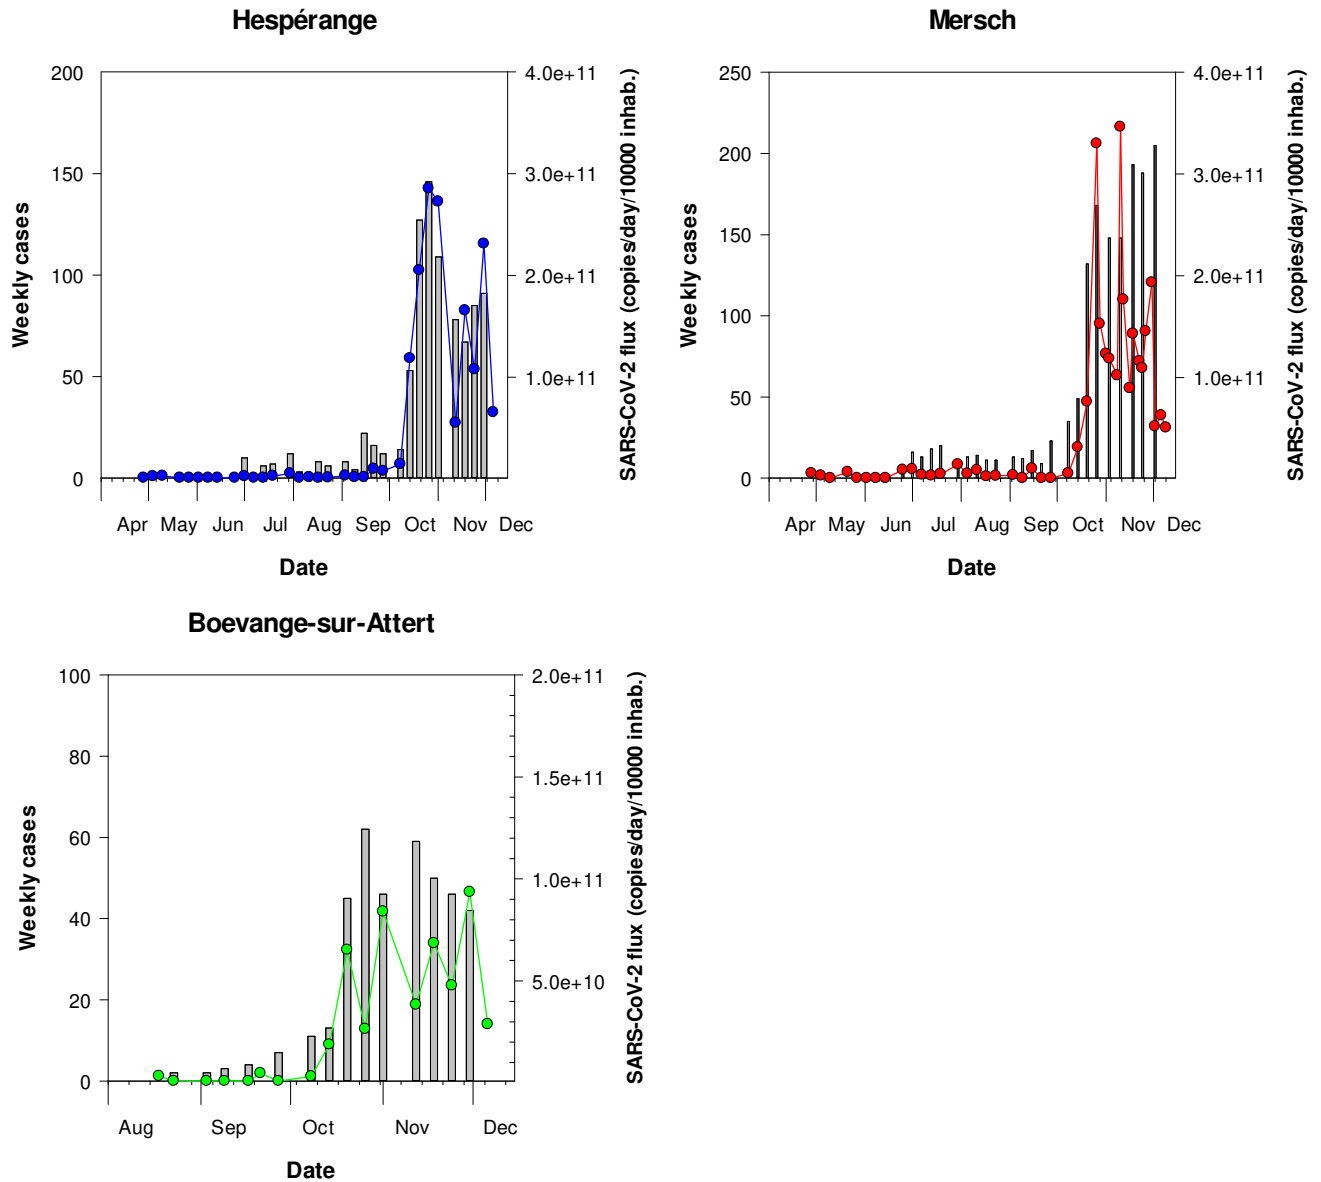 Hespérange
200
150
100
50
0
4.0e+11
3.0e+11
2.0e+11
1.0e+11
0
Weekly cases
SARS-CoV-2 flux (copies/day/10000 inhab.)
Apr May Jun Jul Aug Sep Oct Nov Dec
Date
Mersch
250
200
150
100
50
0
4.0e+11
3.0e+11
2.0e+11
1.0e+11
0
Weekly cases
SARS-CoV-2 flux (copies/day/10000 inhab.)
Apr May Jun Jul Aug Sep Oct Nov Dec
Date
Boevange-sur-Attert
100
80
60
40
20
0
2.0e+11
1.5e+11
1.0e+11
5.0e+10
0
Weekly cases
SARS-CoV-2 flux (copies/day/10000 inhab.)
Aug Sep Oct Nov Dec
Date